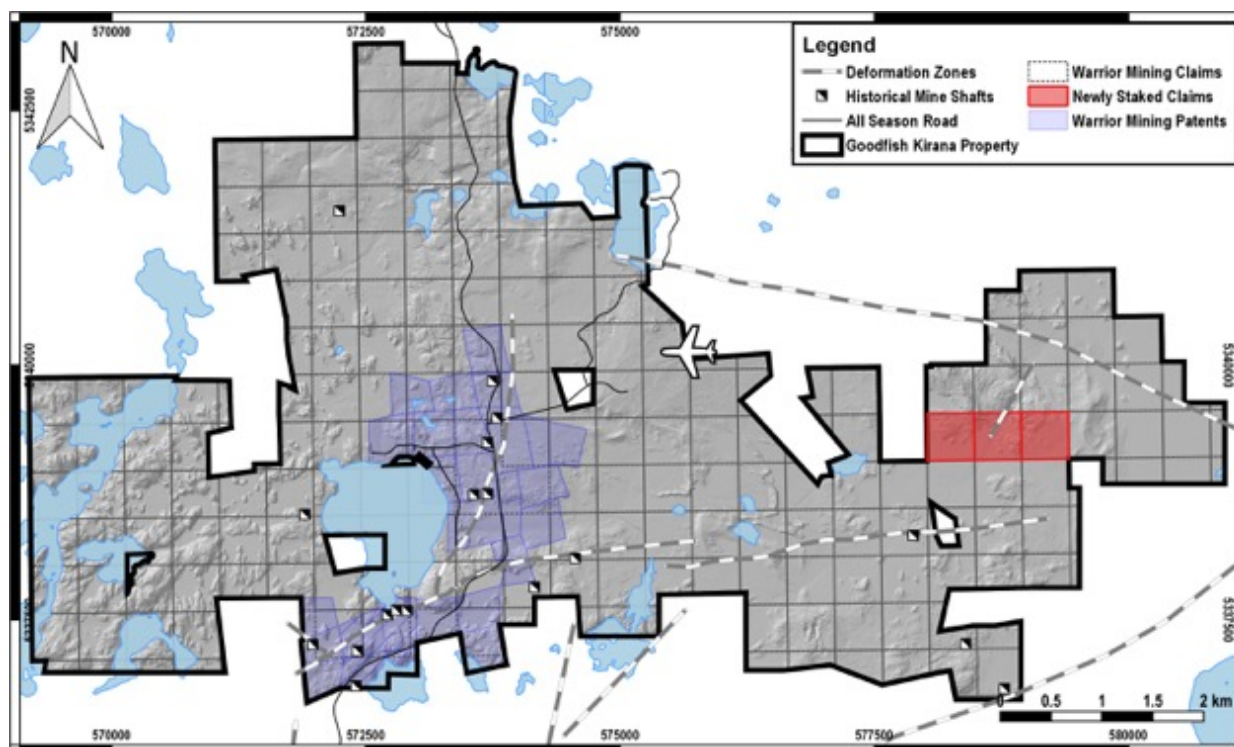 570000
572500
575000
N
Legend
Deformation Zones
Historical Mine Shafts
All Season Road
Goodfish Kirana Property
Warrior Mining Claims
Newly Staked Claims
Warrior Mining Patents
5342500
5340000
5340003
5337500
0 0.5 1 1.5 2 km
570000
572500
575000
577500
580000